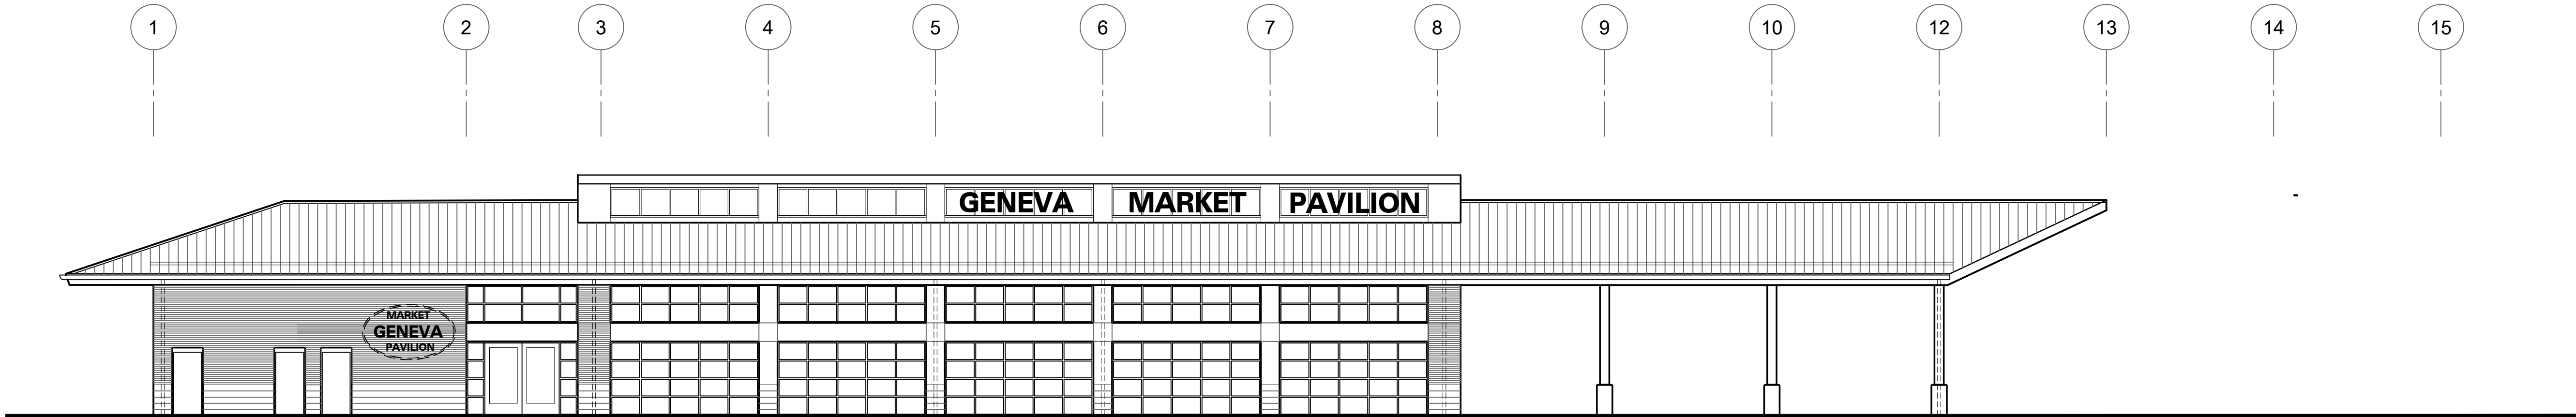 1 2 3 4 5 6 7 8 9 10 12 13 14 15
GENEVA MARKET PAVILION
MARKET
GENEVA
PAVILION